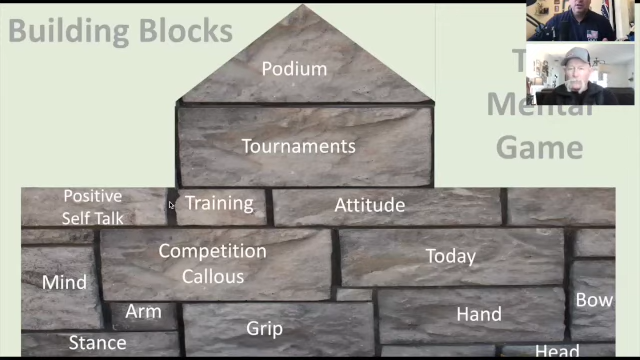 Building Blocks
Mental
Game
Podium
Tournaments
Positive
Self Talk
Training
Attitude
Competition
Callous
Today
Mind
Arm
Hand
Bow
Stance
Grip
Head